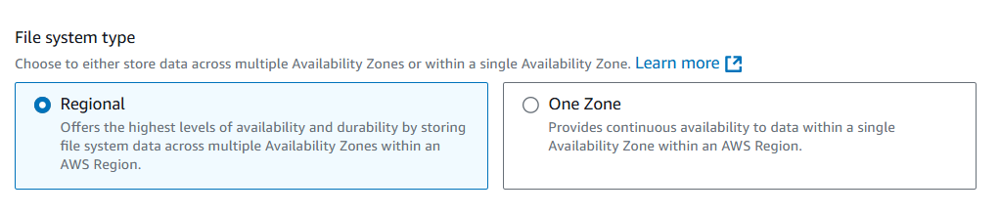 File system type
Choose to either store data across multiple Availability Zones or within a single Availability Zone. Learn more
Regional
Offers the highest levels of availability and durability by storing
file system data across multiple Availability Zones within an
AWS Region.
One Zone
Provides continuous availability to data within a single
Availability Zone within an AWS Region.